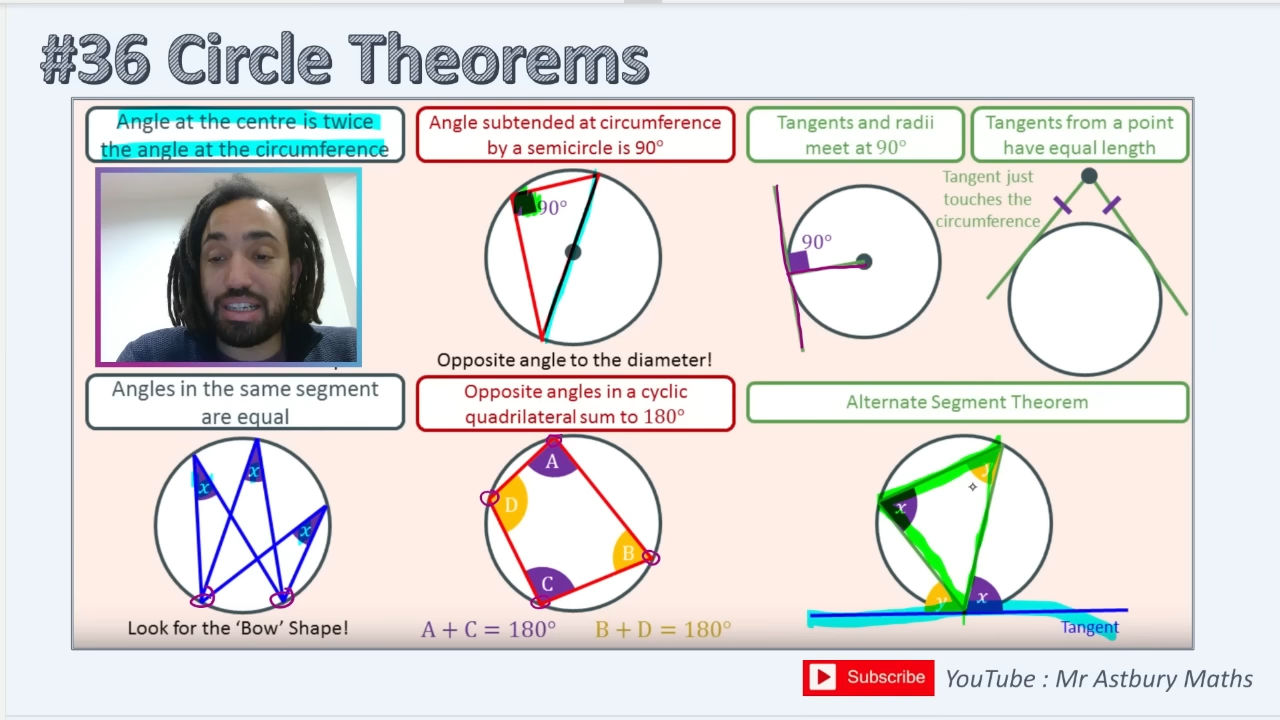 #36 Circle Theorems
Angle at the centre is twice
the angle at the circumference
Angle subtended at circumference
by a semicircle is 90°
Tangents and radii
meet at 90°
Tangents from a point
have equal length
90°
Opposite angle to the diameter!
90°
Tangent just
touches the
circumference
Angles in the same segment
are equal
Opposite angles in a cyclic
quadrilateral sum to 180°
Alternate Segment Theorem
x
x
x
Look for the ‘Bow’ Shape!
A
D
B
C
A + C = 180°
B + D = 180°
y
x
y
x
Tangent
Subscribe
YouTube : Mr Astbury Maths